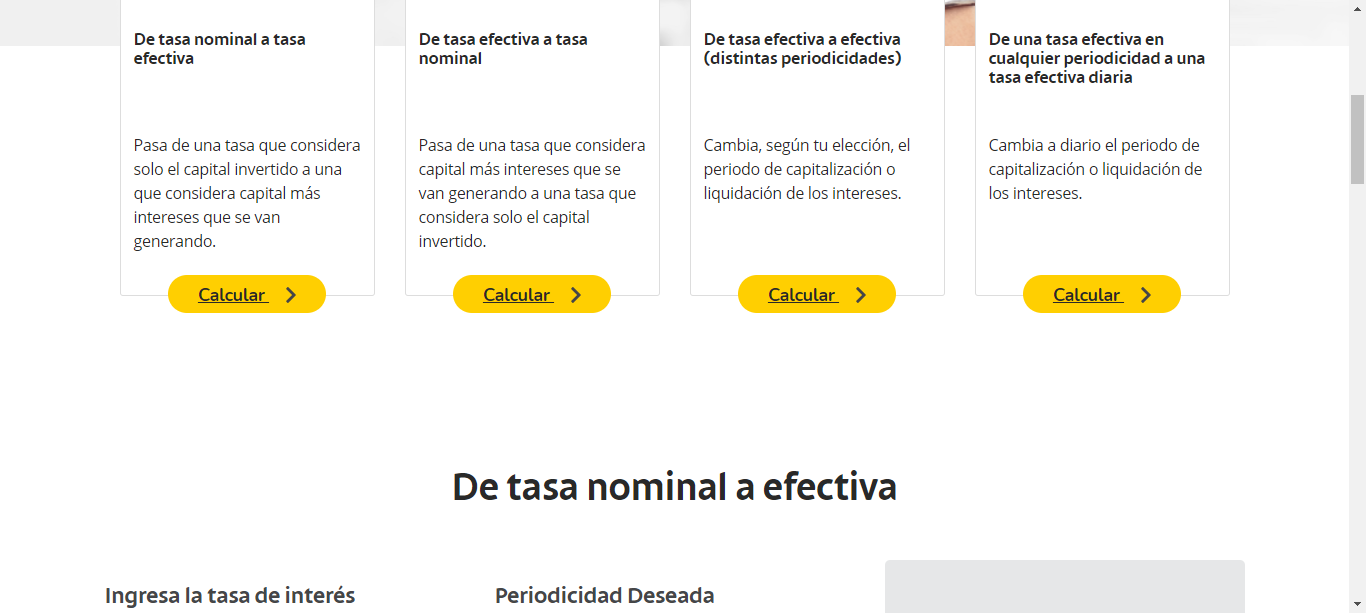 De tasa nominal a tasa
efectiva
Pasa de una tasa que considera
solo el capital invertido a una
que considera capital más
intereses que se van
generando.
Calcular
De tasa efectiva a tasa
nominal
Pasa de una tasa que considera
capital más intereses que se
van generando a una tasa que
considera solo el capital
invertido.
Calcular
De tasa efectiva a efectiva
(distintas periodicidades)
Cambia, según tu elección, el
periodo de capitalización o
liquidación de los intereses.
Calcular
De una tasa efectiva en
cualquier periodicidad a una
tasa efectiva diaria
Cambia a diario el periodo de
capitalización o liquidación de
los intereses.
Calcular
De tasa nominal a efectiva
Ingresa la tasa de interés
Periodicidad Deseada